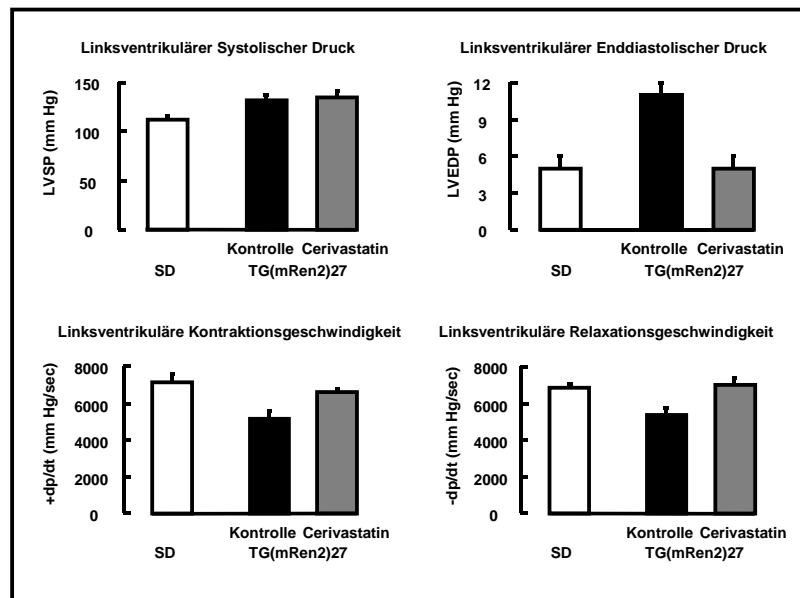 Linksventrikulärer Systolischer Druck
LVSP (mm Hg)
150
100
50
0
Kontrolle Cerivastatin
SD TG(mRen2)27
Linksventrikulärer Enddiastolischer Druck
LVEDP (mm Hg)
12
9
6
3
0
Kontrolle Cerivastatin
SD TG(mRen2)27
Linksventrikuläre Kontraktionsgeschwindigkeit
+dp/dt (mm Hg/sec)
8000
6000
4000
2000
0
Kontrolle Cerivastatin
SD TG(mRen2)27
Linksventrikuläre Relaxationsgeschwindigkeit
-dp/dt (mm Hg/sec)
8000
6000
4000
2000
0
Kontrolle Cerivastatin
SD TG(mRen2)27